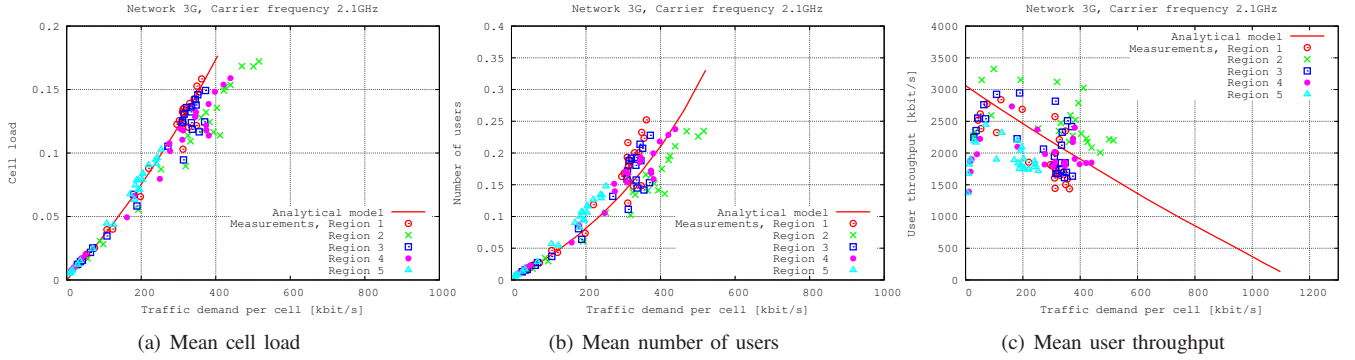 Network 3G, Carrier frequency 2.1GHz
0.2
0.15
0.1
0.05
0
0 200 400 600 800 1000
Cell load
Traffic demand per cell [kbit/s]
Analytical model
Measurements, Region 1
Region 2
Region 3
Region 4
Region 5
(a) Mean cell load
Network 3G, Carrier frequency 2.1GHz
0.4
0.35
0.3
0.25
0.2
0.15
0.1
0.05
0
0 200 400 600 800 1000
Number of users
Traffic demand per cell [kbit/s]
Analytical model
Measurements, Region 1
Region 2
Region 3
Region 4
Region 5
(b) Mean number of users
Network 3G, Carrier frequency 2.1GHz
4000
3500
3000
2500
2000
1500
1000
500
0
0 200 400 600 800 1000 1200
User throughput [kbit/s]
Traffic demand per cell [kbit/s]
Analytical model
Measurements, Region 1
Region 2
Region 3
Region 4
Region 5
(c) Mean user throughput